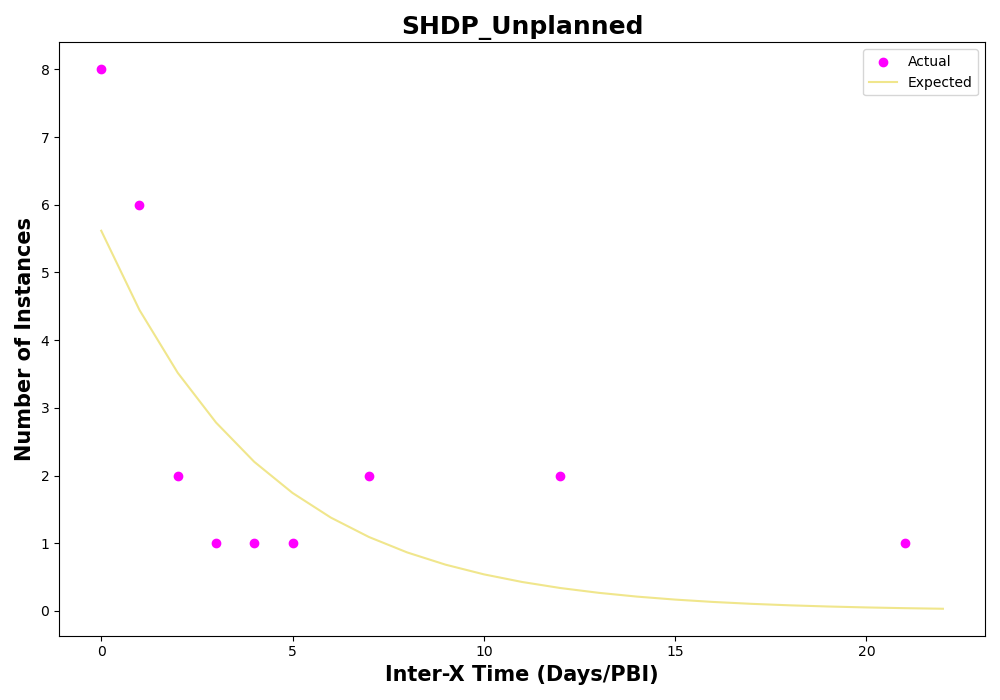 SHDP_Unplanned
Actual
Expected
8
7
6
5
4
3
2
1
0
Number of Instances
0 5 10 15 20
Inter-X Time (Days/PBI)